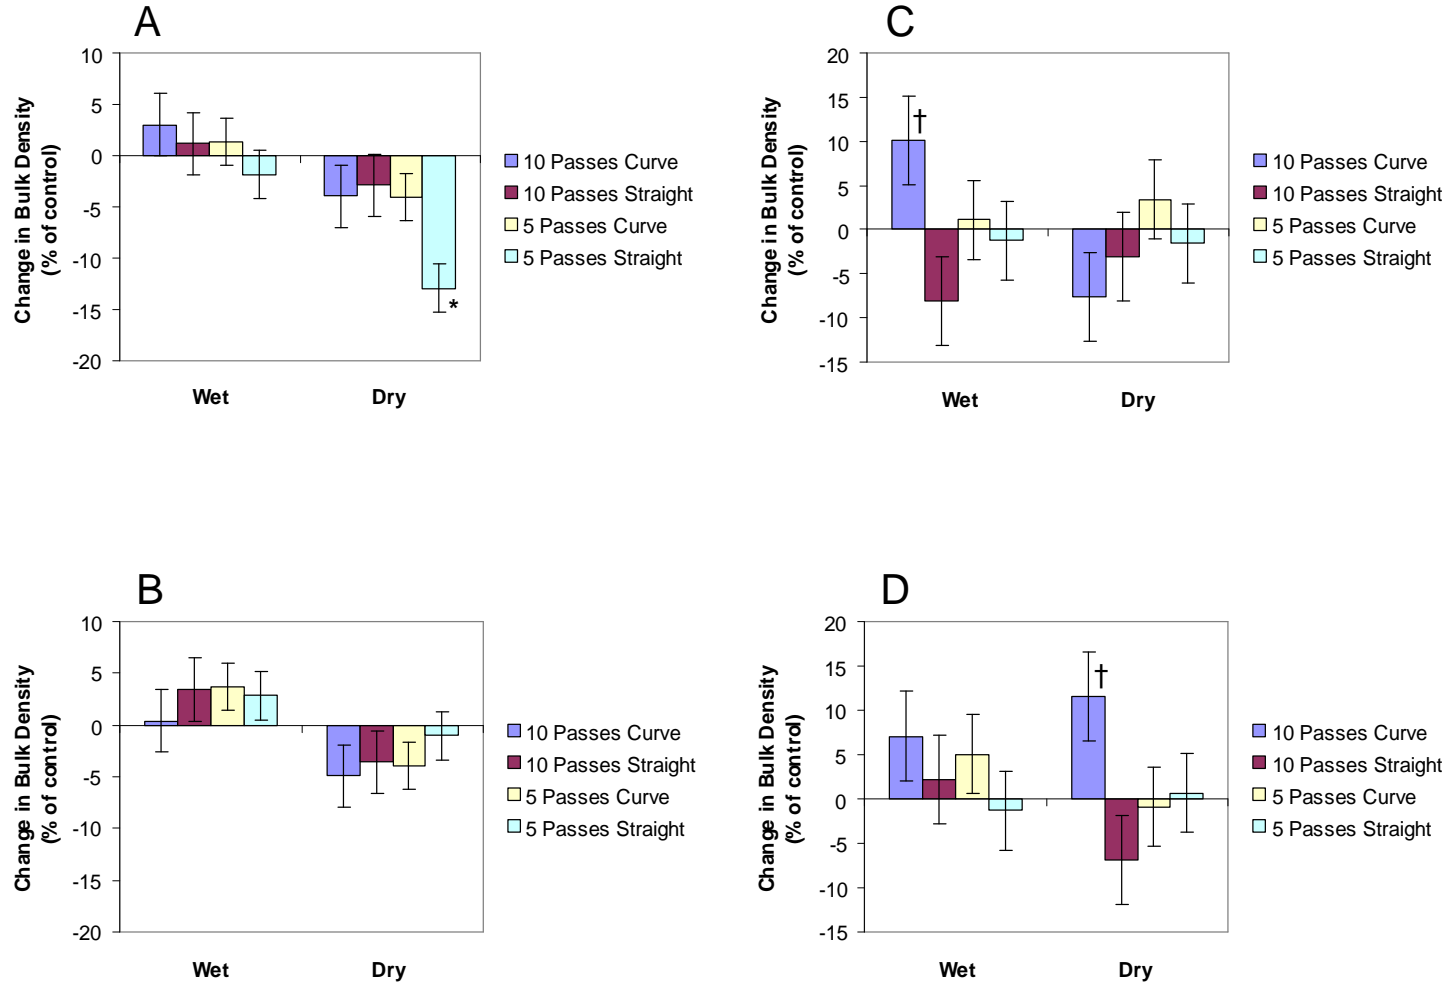 A
10
5
0
-5
-10
-15
-20
Change in Bulk Density
(% of control)
*
Wet
Dry
10 Passes Curve
10 Passes Straight
5 Passes Curve
5 Passes Straight
C
20
15
10
5
0
-5
-10
-15
Change in Bulk Density
(% of control)
†
Wet
Dry
10 Passes Curve
10 Passes Straight
5 Passes Curve
5 Passes Straight
B
10
5
0
-5
-10
-15
-20
Change in Bulk Density
(% of control)
Wet
Dry
10 Passes Curve
10 Passes Straight
5 Passes Curve
5 Passes Straight
D
20
15
10
5
0
-5
-10
-15
Change in Bulk Density
(% of control)
†
Wet
Dry
10 Passes Curve
10 Passes Straight
5 Passes Curve
5 Passes Straight